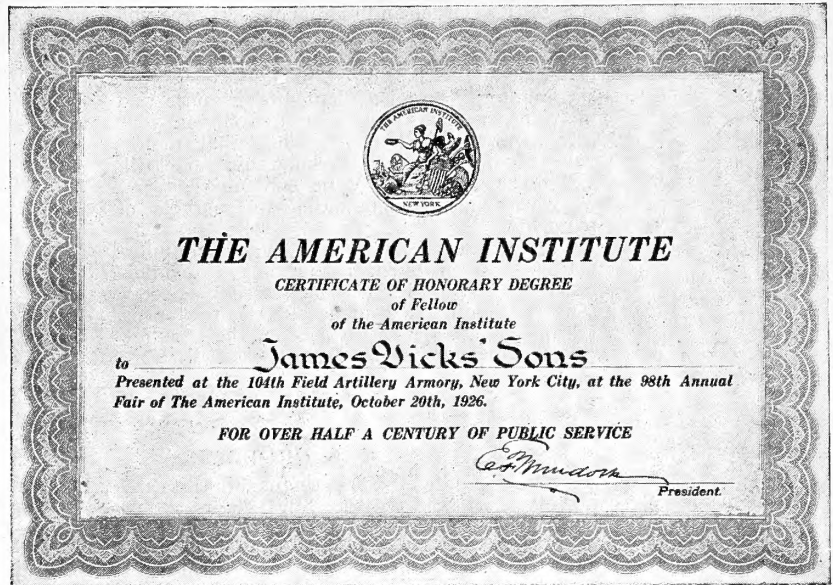 THE AMERICAN INSTITUTE
NEW YORK
THE AMERICAN INSTITUTE
CERTIFICATE OF HONORARY DEGREE
of Fellow
of the American Institute
to James Vicks' Sons
Presented at the 104th Field Artillery Armory, New York City, at the 98th Annual
Fair of The American Institute, October 20th, 1926.
FOR OVER HALF A CENTURY OF PUBLIC SERVICE
E F Murdock
President.